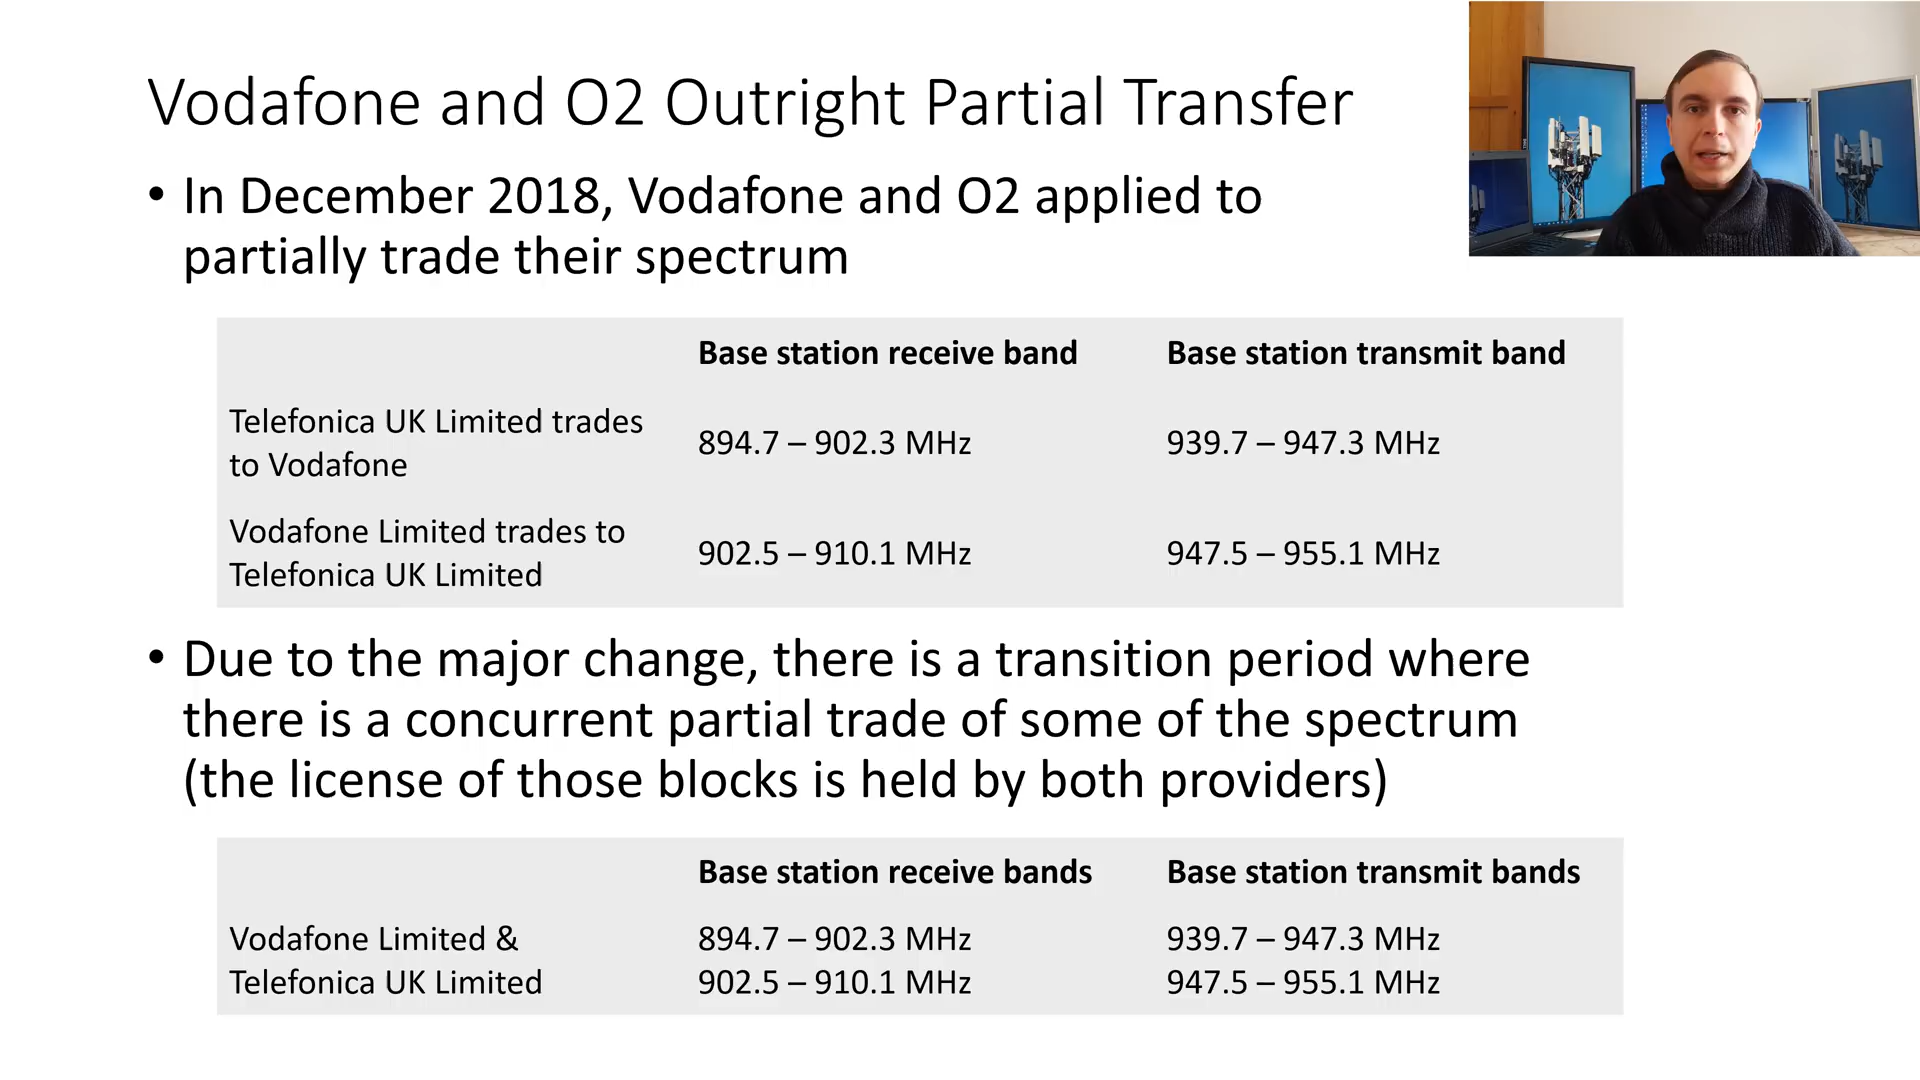 Vodafone and O2 Outright Partial Transfer
• In December 2018, Vodafone and O2 applied to
partially trade their spectrum
Base station receive band Base station transmit band
Telefonica UK Limited trades
to Vodafone
894.7 – 902.3 MHz 939.7 – 947.3 MHz
Vodafone Limited trades to
Telefonica UK Limited
902.5 – 910.1 MHz 947.5 – 955.1 MHz
• Due to the major change, there is a transition period where
there is a concurrent partial trade of some of the spectrum
(the license of those blocks is held by both providers)
Base station receive bands Base station transmit bands
Vodafone Limited & 894.7 – 902.3 MHz 939.7 – 947.3 MHz
Telefonica UK Limited 902.5 – 910.1 MHz 947.5 – 955.1 MHz